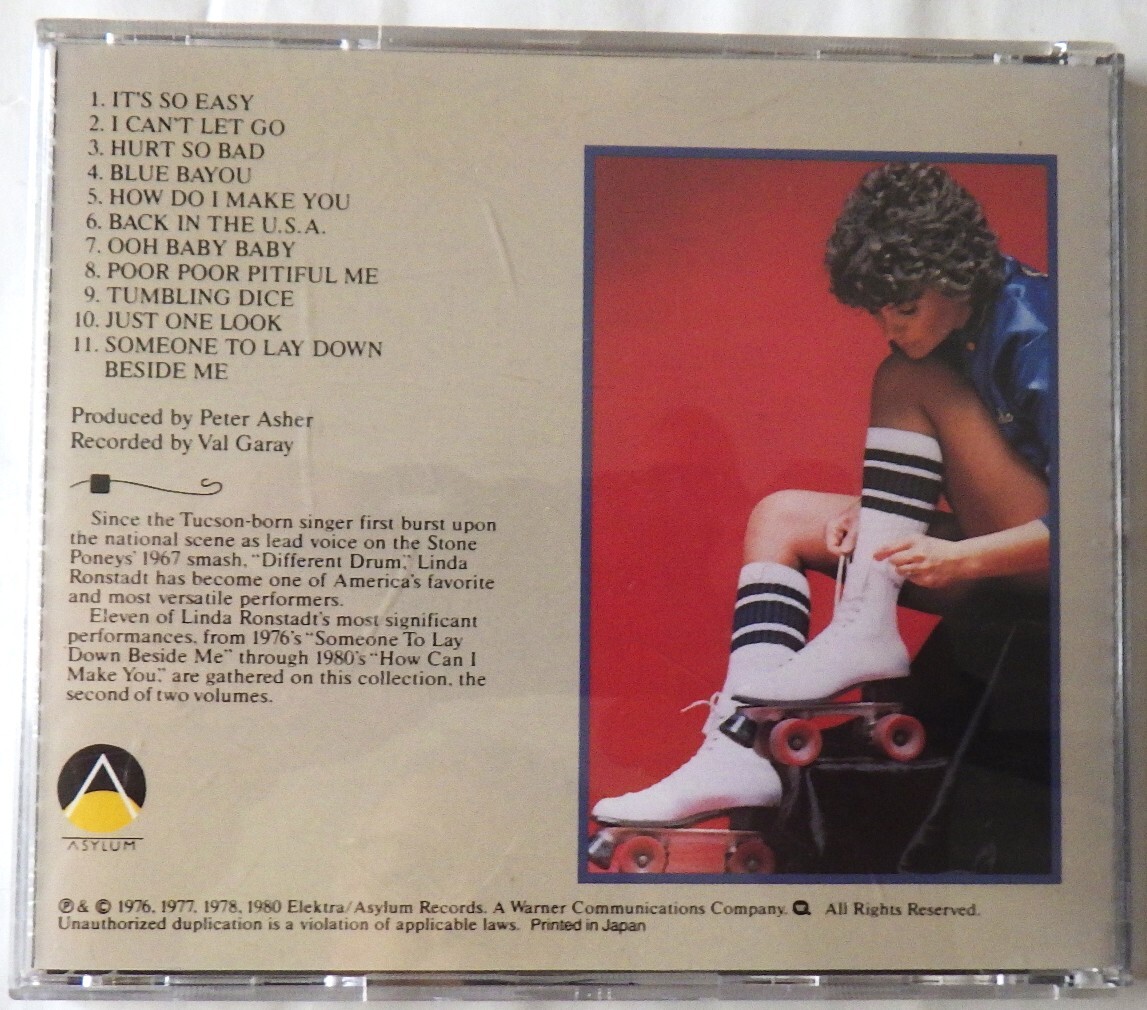 1. IT'S SO EASY
2. I CAN'T LET GO
3. HURT SO BAD
4. BLUE BAYOU
5. HOW DO I MAKE YOU
6. BACK IN THE U.S.A.
7. OOH BABY BABY
8. POOR POOR PITIFUL ME
9. TUMBLING DICE
10. JUST ONE LOOK
11. SOMEONE TO LAY DOWN
BESIDE ME
Produced by Peter Asher
Recorded by Val Garay
Since the Tucson-born singer first burst upon
the national scene as lead voice on the Stone
Poneys' 1967 smash, "Different Drum," Linda
Ronstadt has become one of America's favorite
and most versatile performers.
Eleven of Linda Ronstadt's most significant
performances, from 1976's "Someone To Lay
Down Beside Me" through 1980's "How Can I
Make You," are gathered on this collection, the
second of two volumes.
ASYLUM
℗ & © 1976, 1977, 1978, 1980 Elektra/Asylum Records. A Warner Communications Company. All Rights Reserved.
Unauthorized duplication is a violation of applicable laws. Printed in Japan